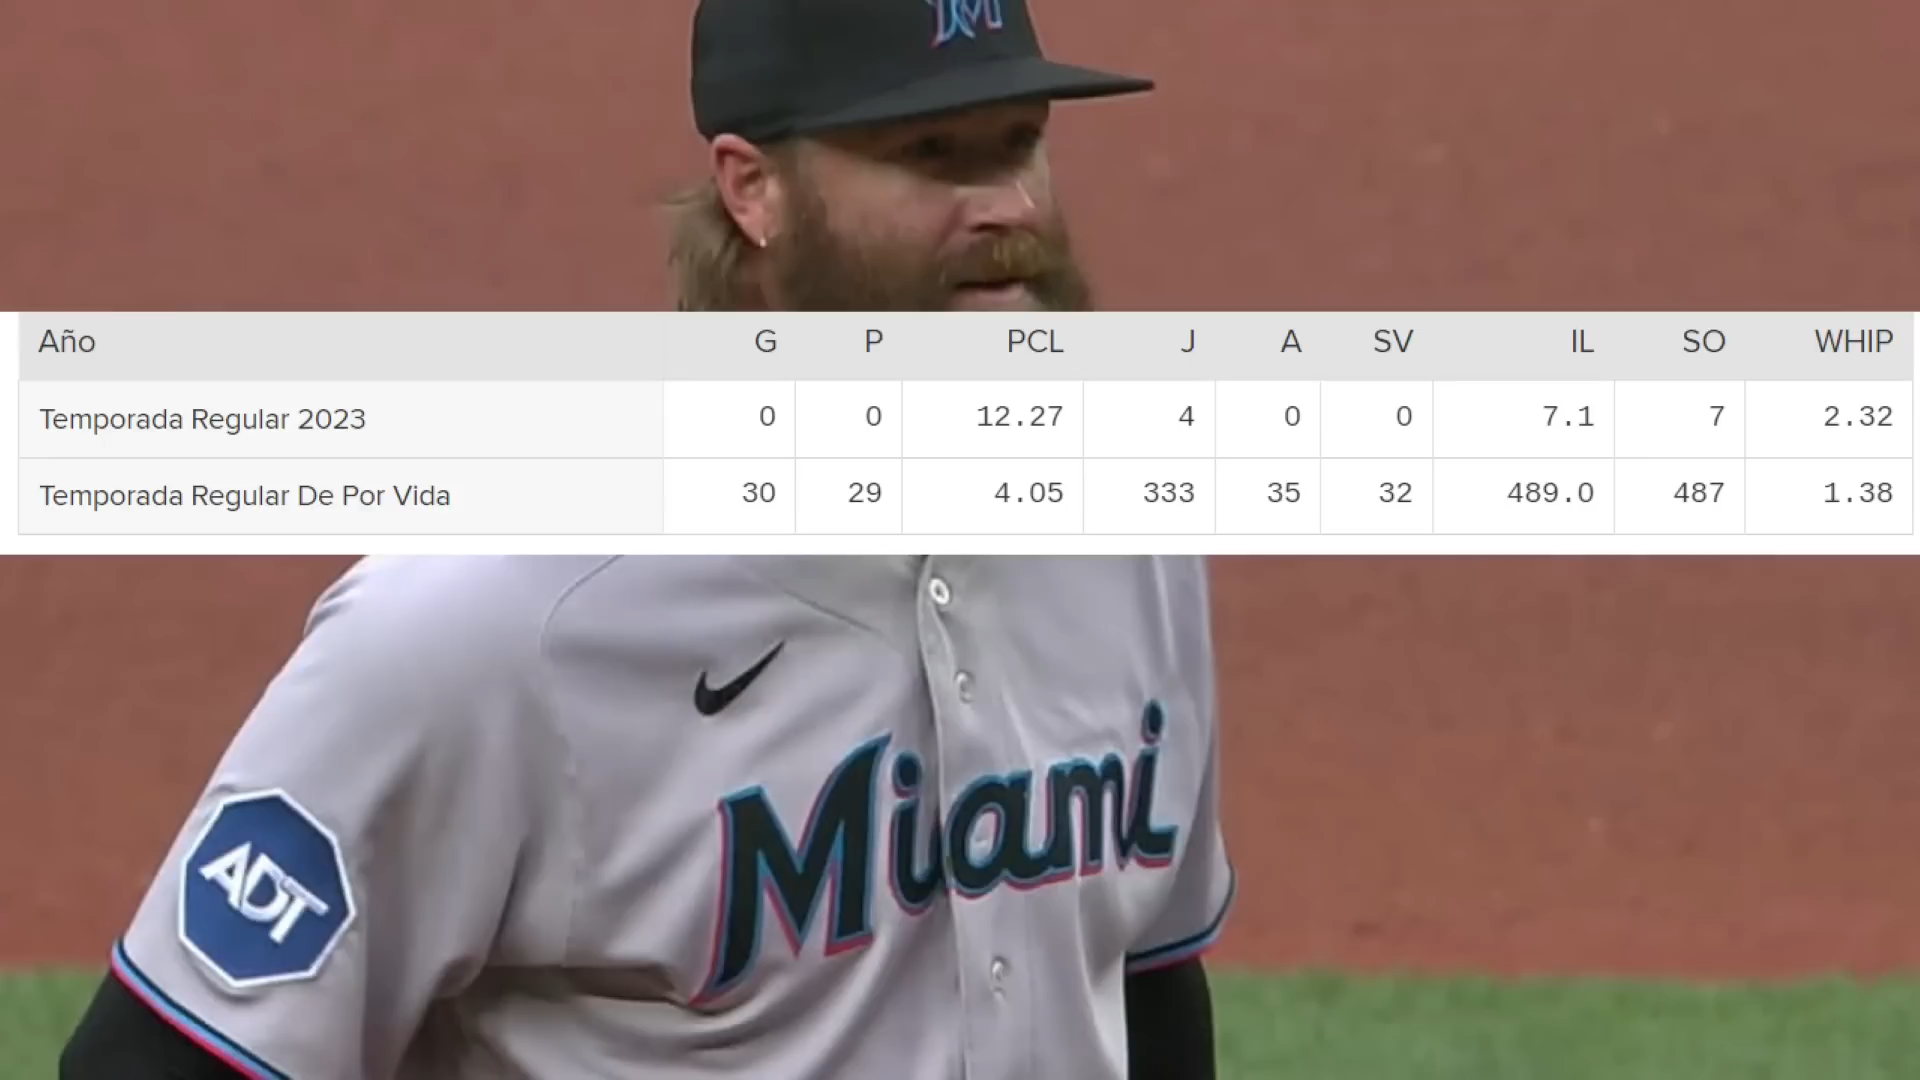 M
Año G P PCL J A SV IL SO WHIP
Temporada Regular 2023 0 0 12.27 4 0 0 7.1 7 2.32
Temporada Regular De Por Vida 30 29 4.05 333 35 32 489.0 487 1.38
Miami
ADT